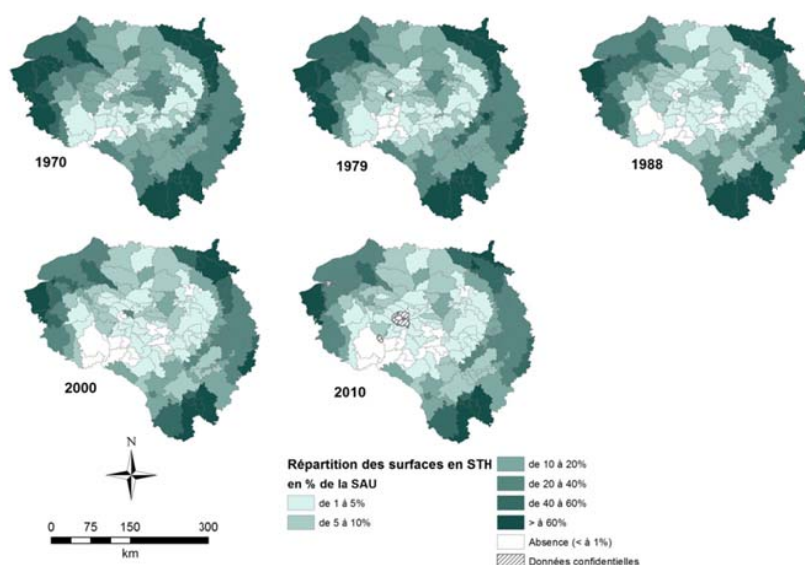 1970
1979
1988
2000
2010
N
0 75 150 300
km
Répartition des surfaces en STH
en % de la SAU
de 1 à 5%
de 5 à 10%
de 10 à 20%
de 20 à 40%
de 40 à 60%
> à 60%
Absence (< à 1%)
Données confidentielles